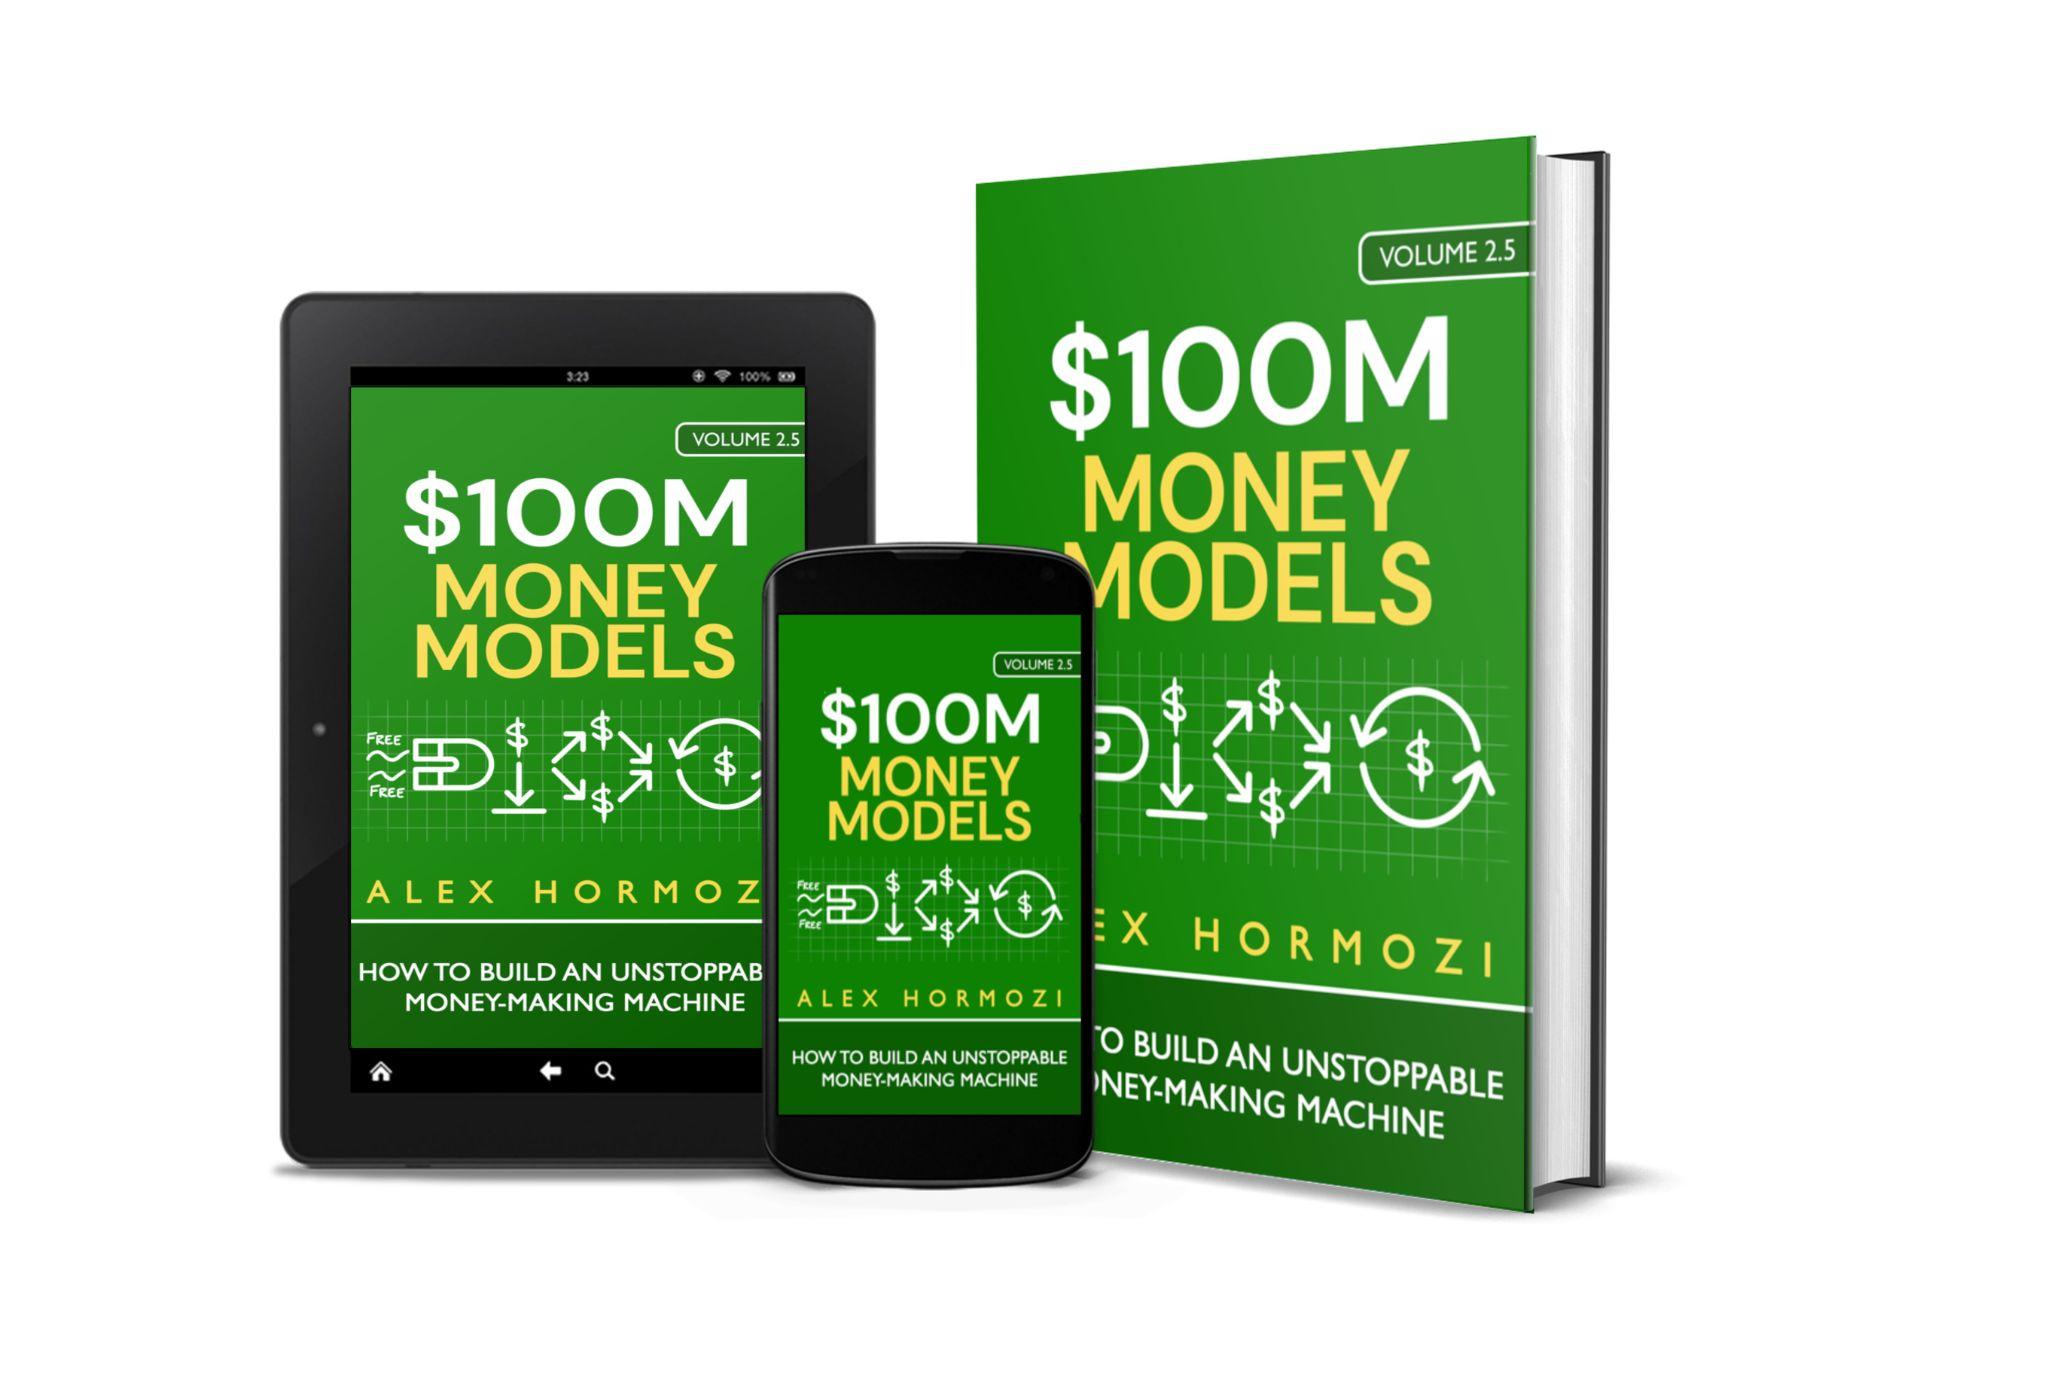 3:23
100%
VOLUME 2.5
$100M
MONEY
MODELS
FREE
FREE
$
$
$
$
ALEX HORMOZ
HOW TO BUILD AN UNSTOPPAB
MONEY-MAKING MACHINE
VOLUME 2.5
$100M
MONEY
MODELS
FREE
FREE
$
$
$
$
ALEX HORMOZI
HOW TO BUILD AN UNSTOPPABLE
MONEY-MAKING MACHINE
VOLUME 2.5
$100M
MONEY
MODELS
$
$
$
$
EX HORMOZI
TO BUILD AN UNSTOPPABLE
ONEY-MAKING MACHINE